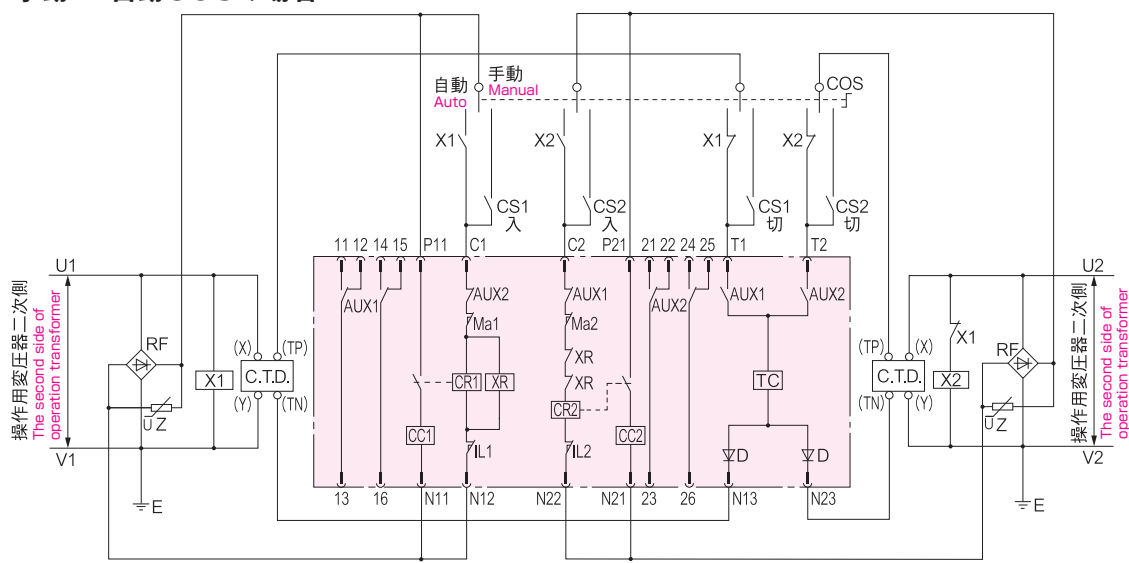 自動
Auto
手動
Manual
COS
X1
X2
X1
X2
CS1
入
CS2
入
CS1
切
CS2
切
11 12 14 15 P11 C1 C2 P21 21 22 24 25 T1 T2
U1
V1
操作用変圧器二次側
The second side of
operation transformer
RF
ÜZ
E
X1
(X) (TP)
C.T.D.
(Y) (TN)
AUX1
AUX2
Ma1
CR1 XR
CC1
IL1
AUX1
Ma2
XR
XR
CR2
CC2
IL2
AUX2
AUX1
AUX2
TC
D
D
13 16 N11 N12 N22 N21 23 26 N13 N23
(TP) (X)
C.T.D.
(TN) (Y)
X1
X2
RF
ÜZ
E
U2
V2
操作用変圧器二次側
The second side of
operation transformer